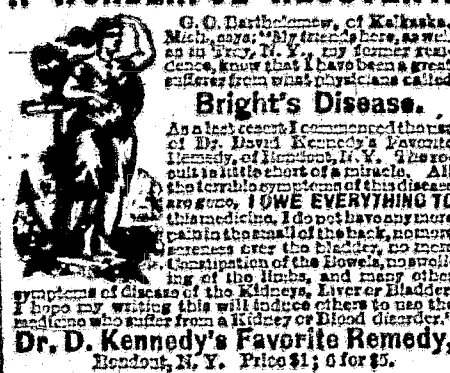 G. C. Bartholomew, of Kalkaska,
Mich., says: "My friends here, as well
as in Troy, N. Y., my former resi-
dence, know that I have been a great
sufferer from what physicians called
Bright's Disease.
As a last resort I commenced the use
of Dr. David Kennedy's Favorite
Remedy, of Rondout, N. Y. The re-
sult is little short of a miracle. All
the terrible symptoms of this disease
are gone. I OWE EVERYTHING TO
this medicine. I do not have any more
pain in the small of the back, no more
soreness over the bladder, no more
Constipation of the Bowels, no swell-
ing of the limbs, and many other
symptoms of disease of the Kidneys, Liver or Bladder
I hope my writing this will induce others to use the
medicine who suffer from a Kidney or Blood disorder."
Dr. D. Kennedy's Favorite Remedy,
Rondout, N. Y. Price $1; 6 for $5.